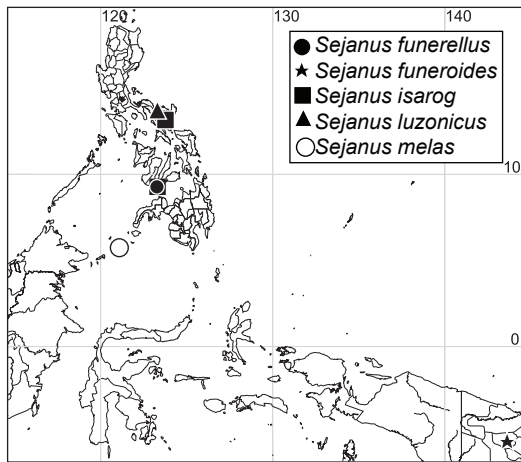 120 130 140
Sejanus funerellus
Sejanus funeroides
Sejanus isarog
Sejanus luzonicus
Sejanus melas
10
0